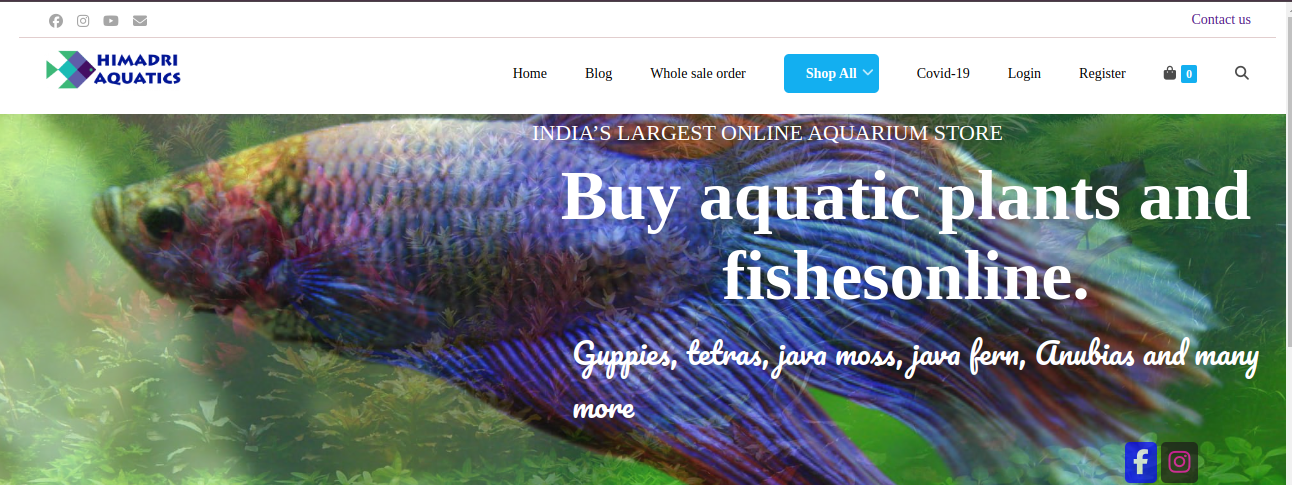 Contact us
HIMADRI
AQUATICS
Home Blog Whole sale order Shop All Covid-19 Login Register 0
INDIA’S LARGEST ONLINE AQUARIUM STORE
Buy aquatic plants and
fishesonline.
Guppies, tetras, java moss, java fern, Anubias and many
more